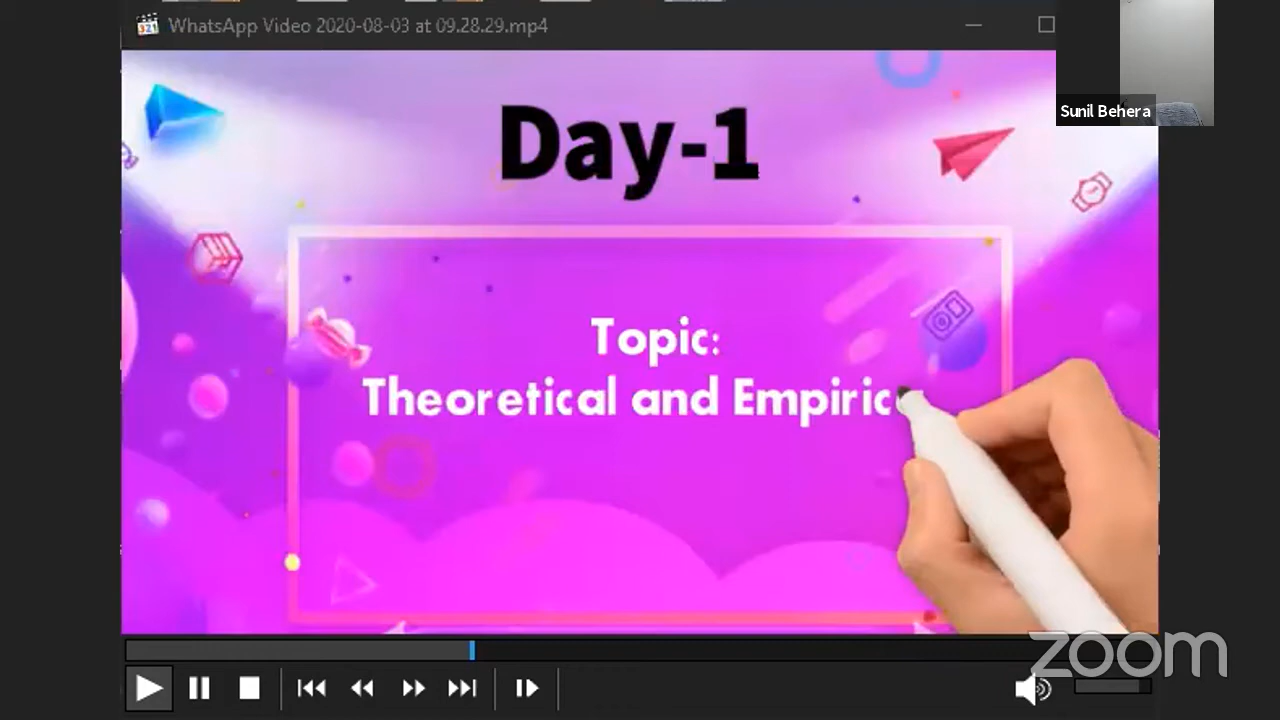 WhatsApp Video 2020-08-03 at 09.28.29.mp4
Sunil Behera
Day-1
Topic:
Theoretical and Empiric
zoom